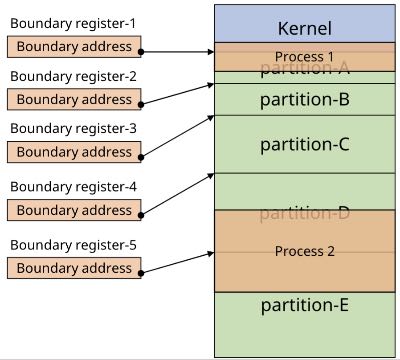 Boundary register-1
Boundary address
Boundary register-2
Boundary address
Boundary register-3
Boundary address
Boundary register-4
Boundary address
Boundary register-5
Boundary address
Kernel
Process 1
partition-A
partition-B
partition-C
partition-D
Process 2
partition-E